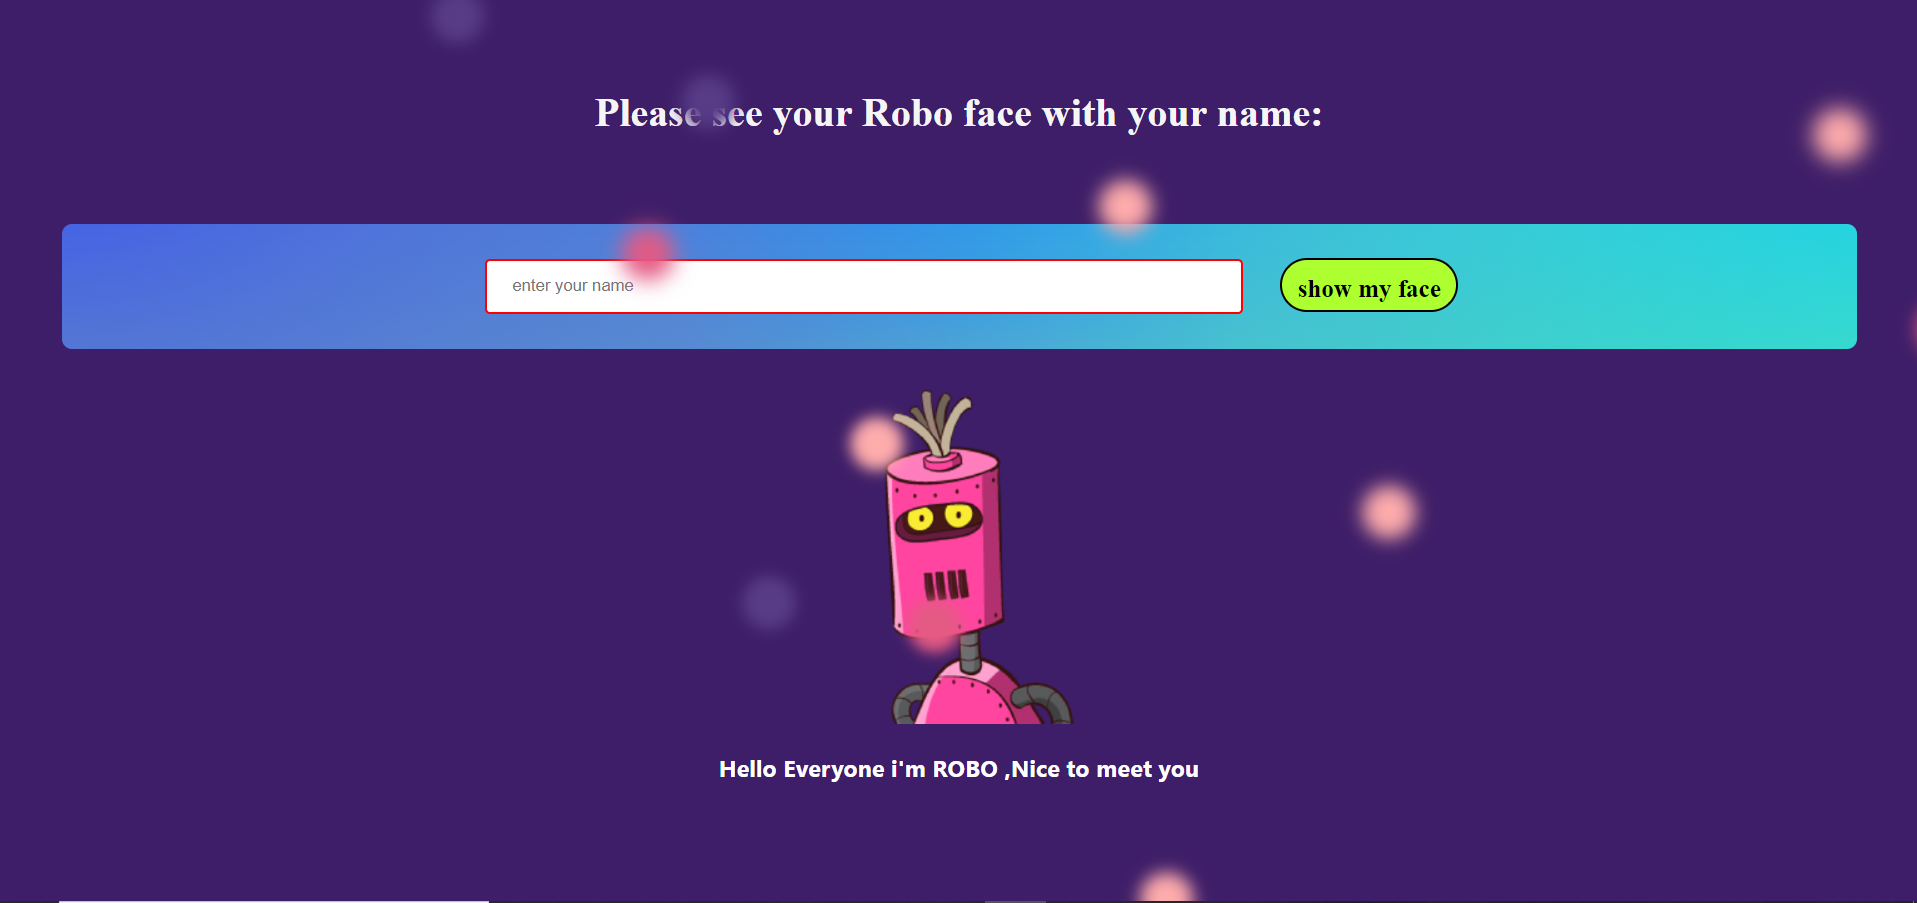 Please see your Robo face with your name:
enter your name
show my face
Hello Everyone i'm ROBO ,Nice to meet you